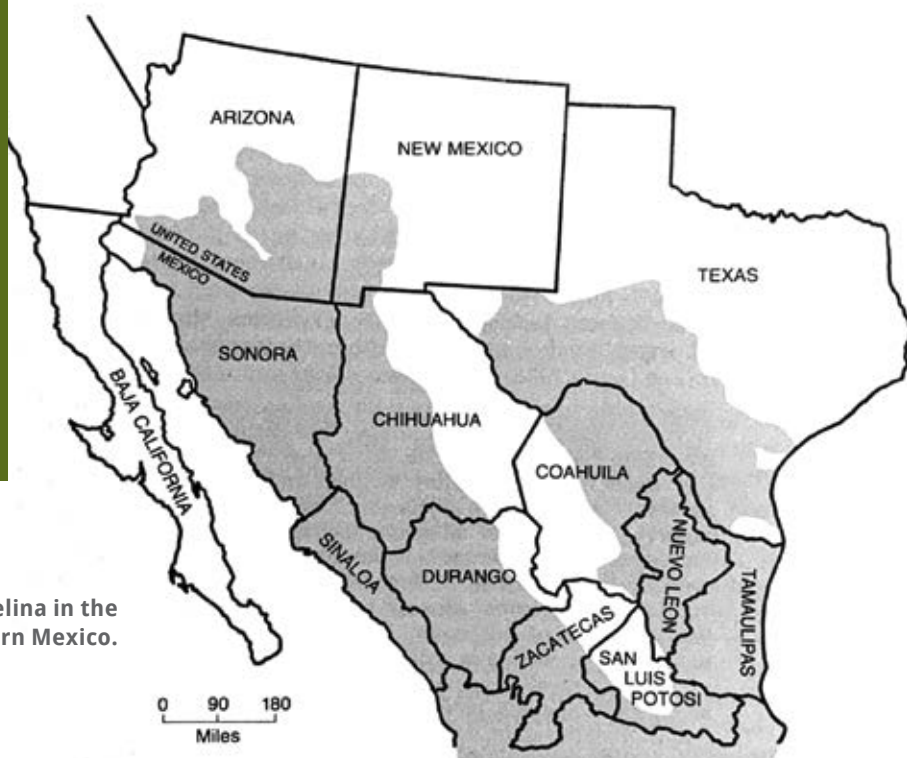 ARIZONA
NEW MEXICO
UNITED STATES
MEXICO
TEXAS
SONORA
CHIHUAHUA
BAJA CALIFORNIA
COAHUILA
SINALOA
DURANGO
NUEVO LEÓN
TAMAULIPAS
ZACATECAS
SAN
LUIS
POTOSI
elina in the
rn Mexico.
0 90 180
Miles